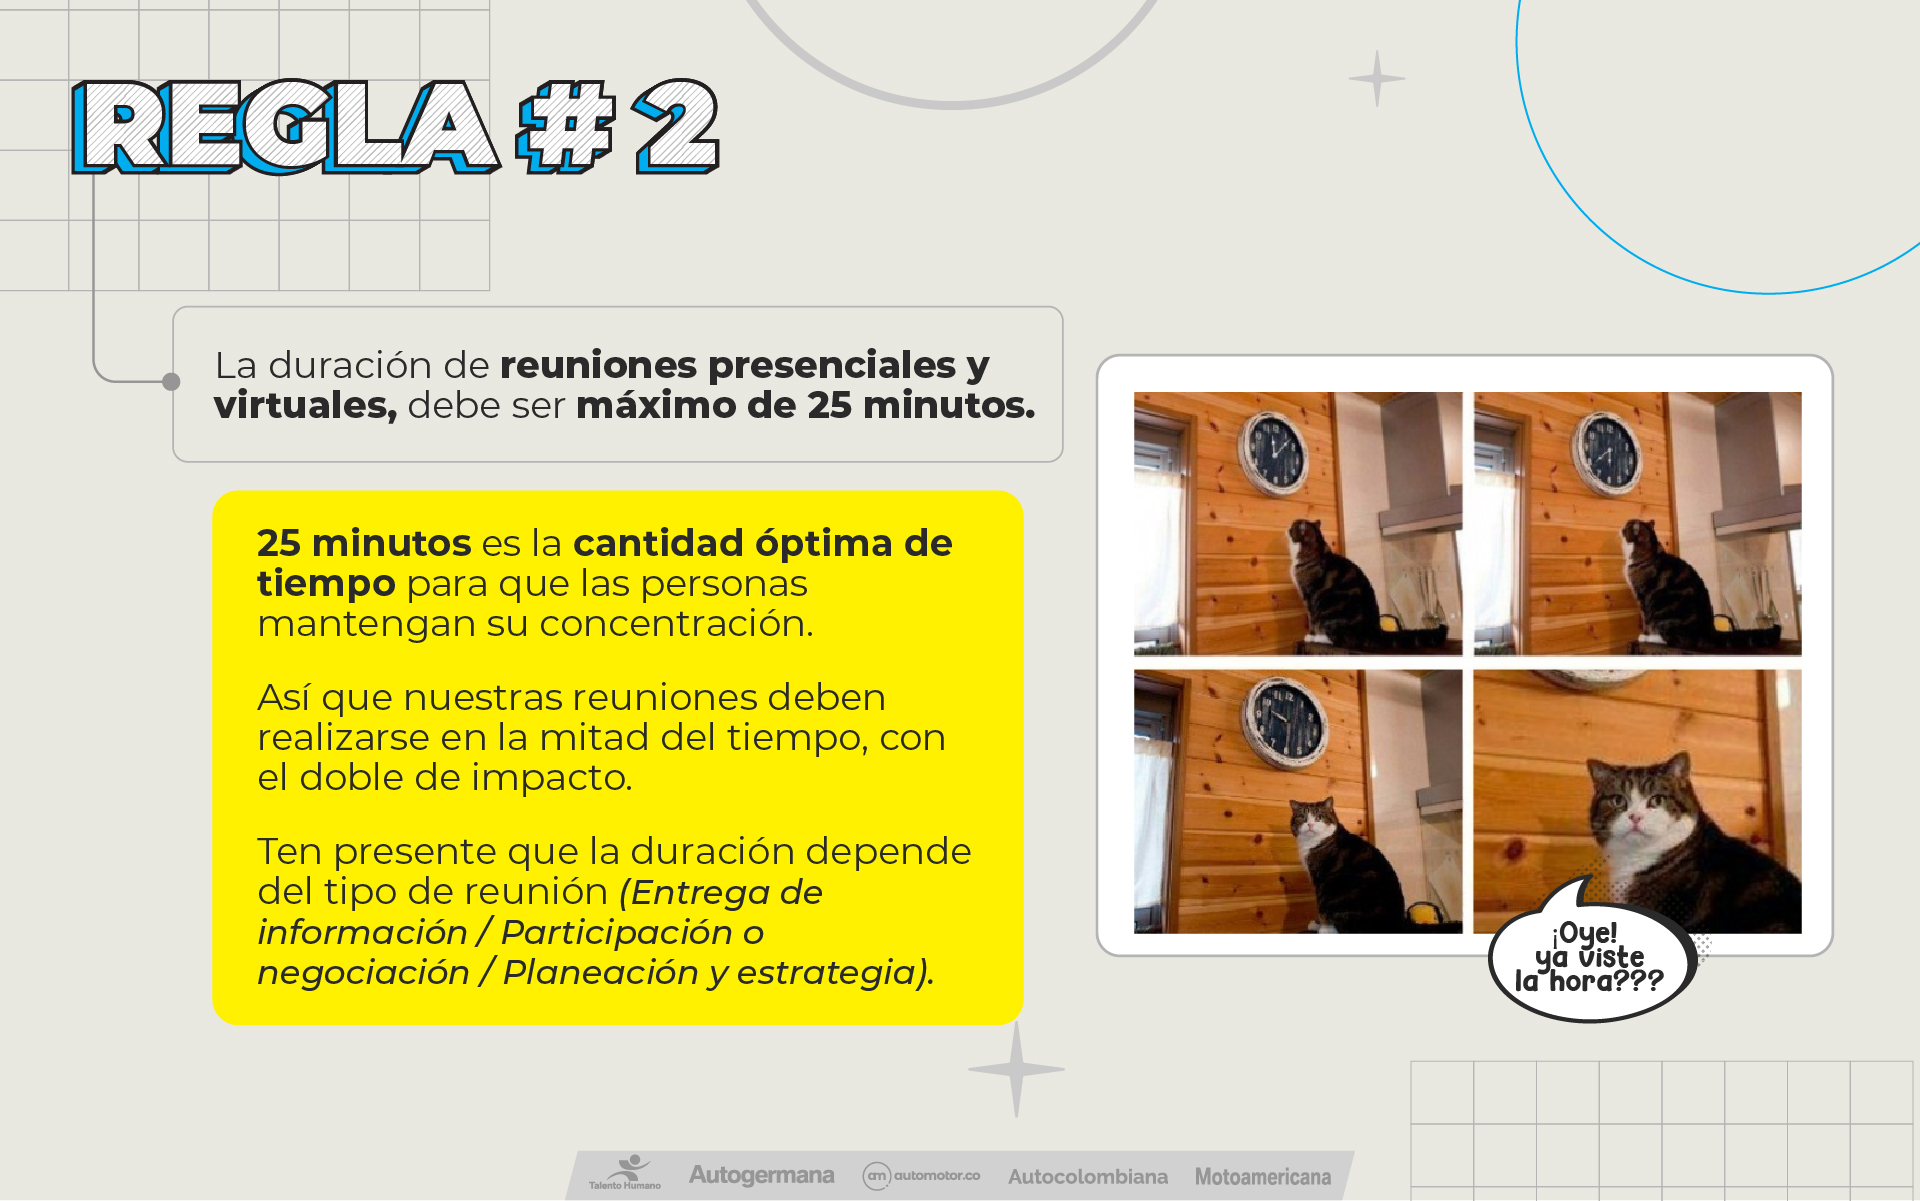 REGLA # 2
La duración de reuniones presenciales y
virtuales, debe ser máximo de 25 minutos.
25 minutos es la cantidad óptima de
tiempo para que las personas
mantengan su concentración.
Así que nuestras reuniones deben
realizarse en la mitad del tiempo, con
el doble de impacto.
Ten presente que la duración depende
del tipo de reunión (Entrega de
información / Participación o
negociación / Planeación y estrategia).
¡Oye!
ya viste
la hora???
Talento Humano
Autogermana
am automotor.co
Autocolombiana
Motoamericana